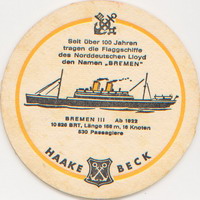 Seit über 100 Jahren
tragen die Flaggschiffe
des Norddeutschen Lloyd
den Namen „BREMEN"
BREMEN III Ab 1922
10 826 BRT, Länge 168 m, 16 Knoten
530 Passagiere
HAAKE BECK